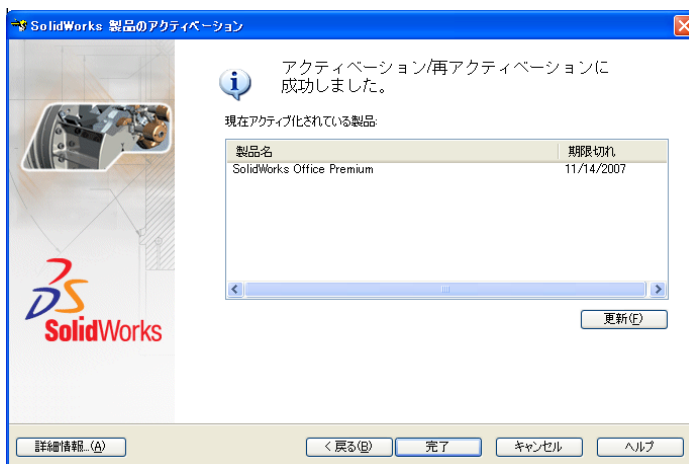 SolidWorks 製品のアクティベーション
アクティベーション/再アクティベーションに
成功しました。
現在アクティブ化されている製品:
製品名 期限切れ
SolidWorks Office Premium 11/14/2007
更新(F)
SolidWorks
詳細情報...(A) < 戻る(B) 完了 キャンセル ヘルプ